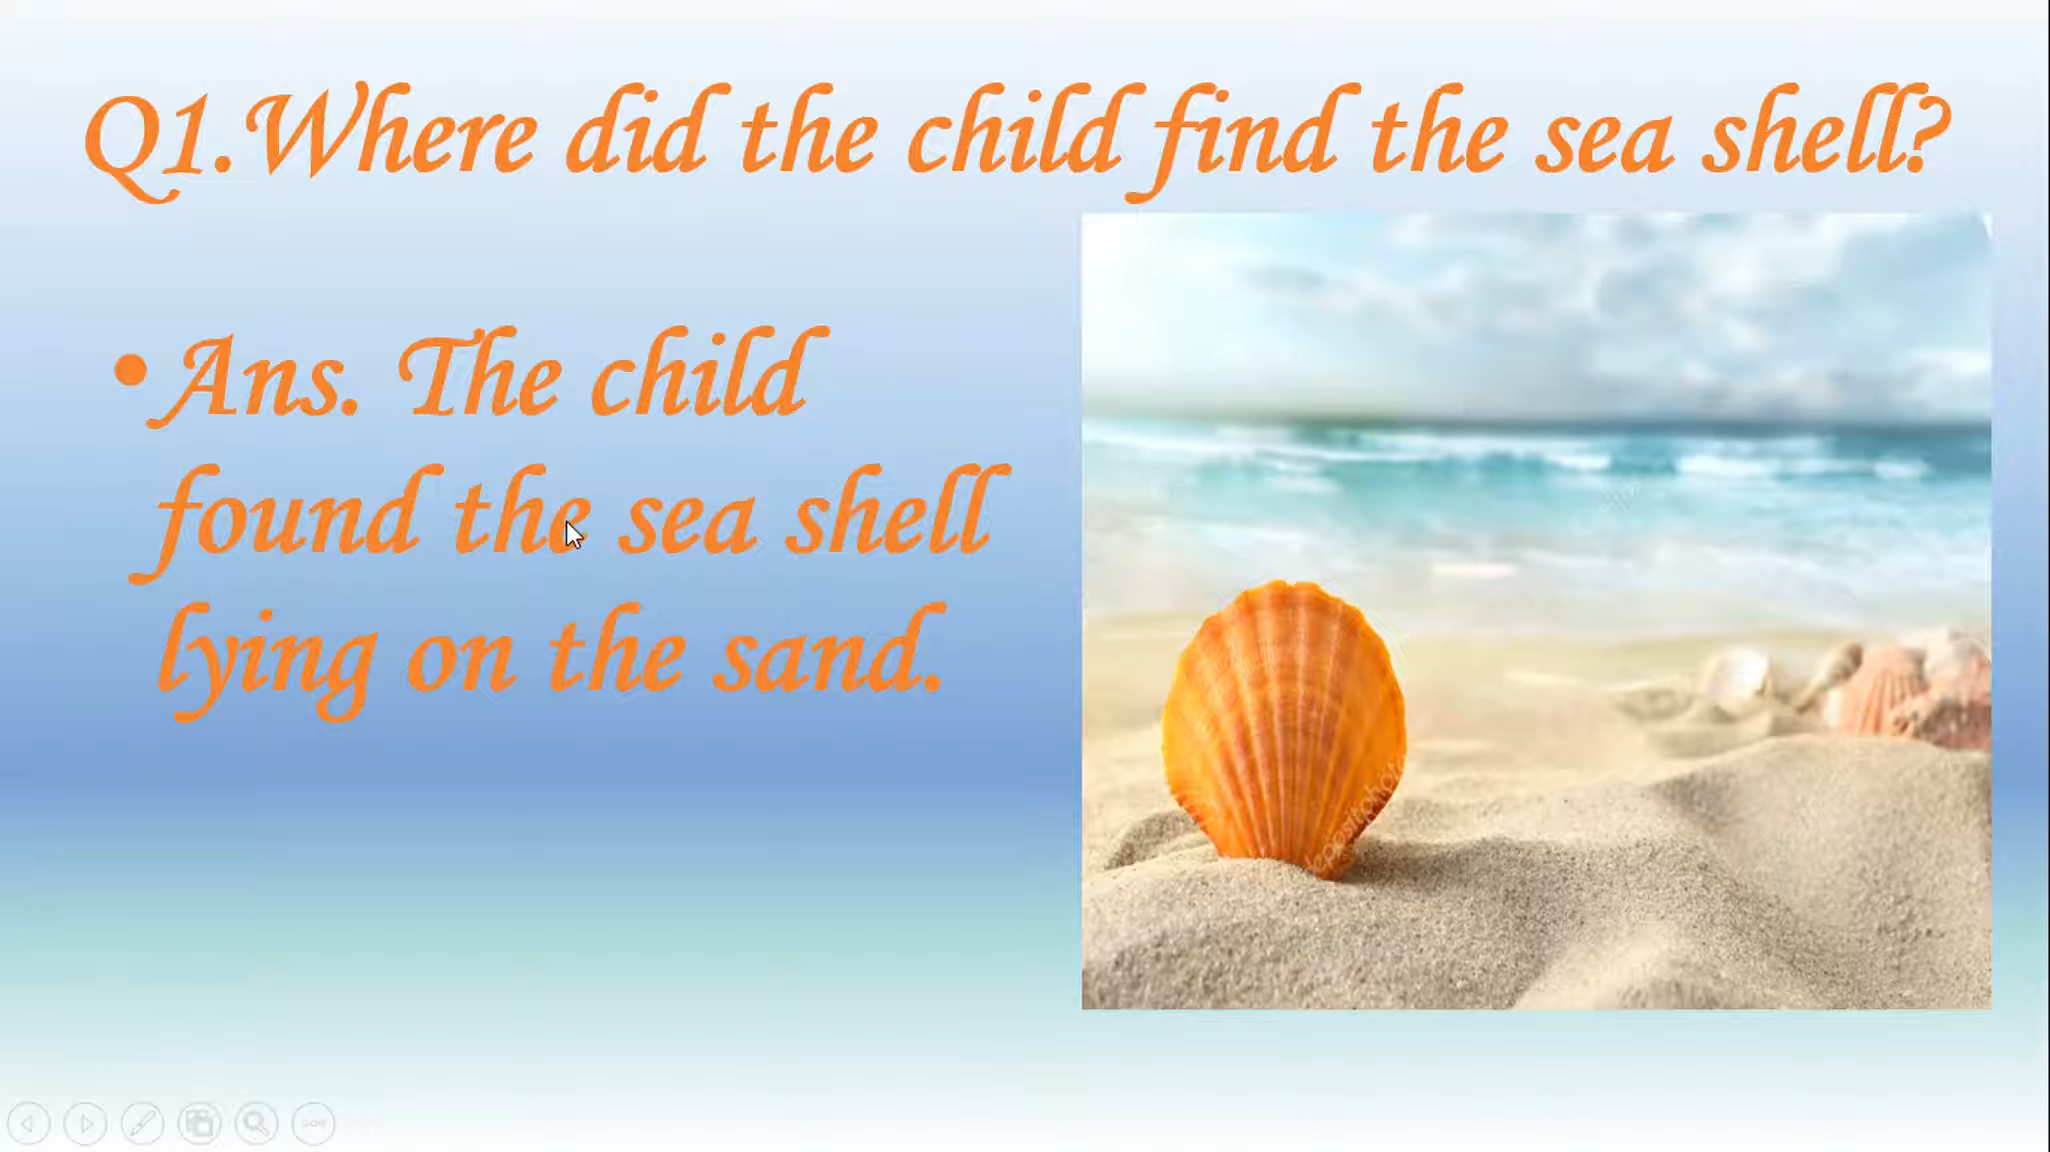 Q1.Where did the child find the sea shell?
• Ans. The child
found the sea shell
lying on the sand.
depositphotos